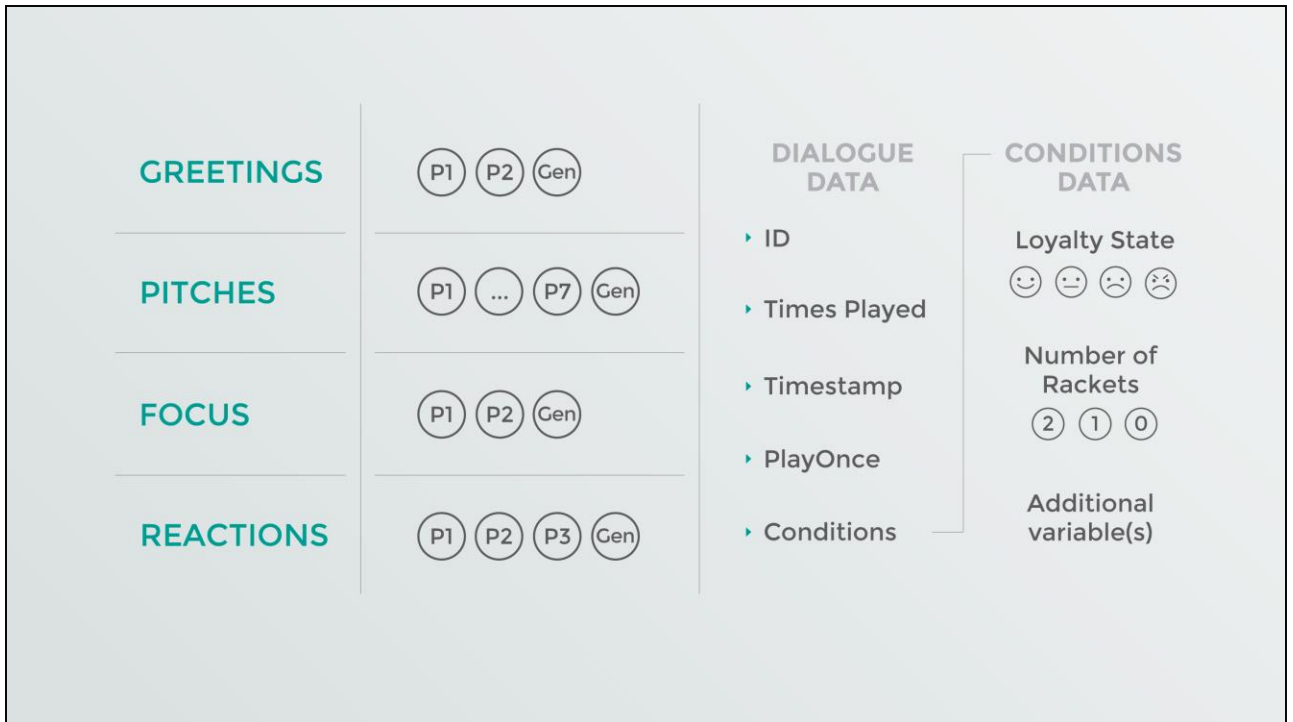 GREETINGS
P1 P2 Gen
PITCHES
P1 ... P7 Gen
FOCUS
P1 P2 Gen
REACTIONS
P1 P2 P3 Gen
DIALOGUE
DATA
ID
Times Played
Timestamp
PlayOnce
Conditions
CONDITIONS
DATA
Loyalty State
Number of
Rackets
2 1 0
Additional
variable(s)